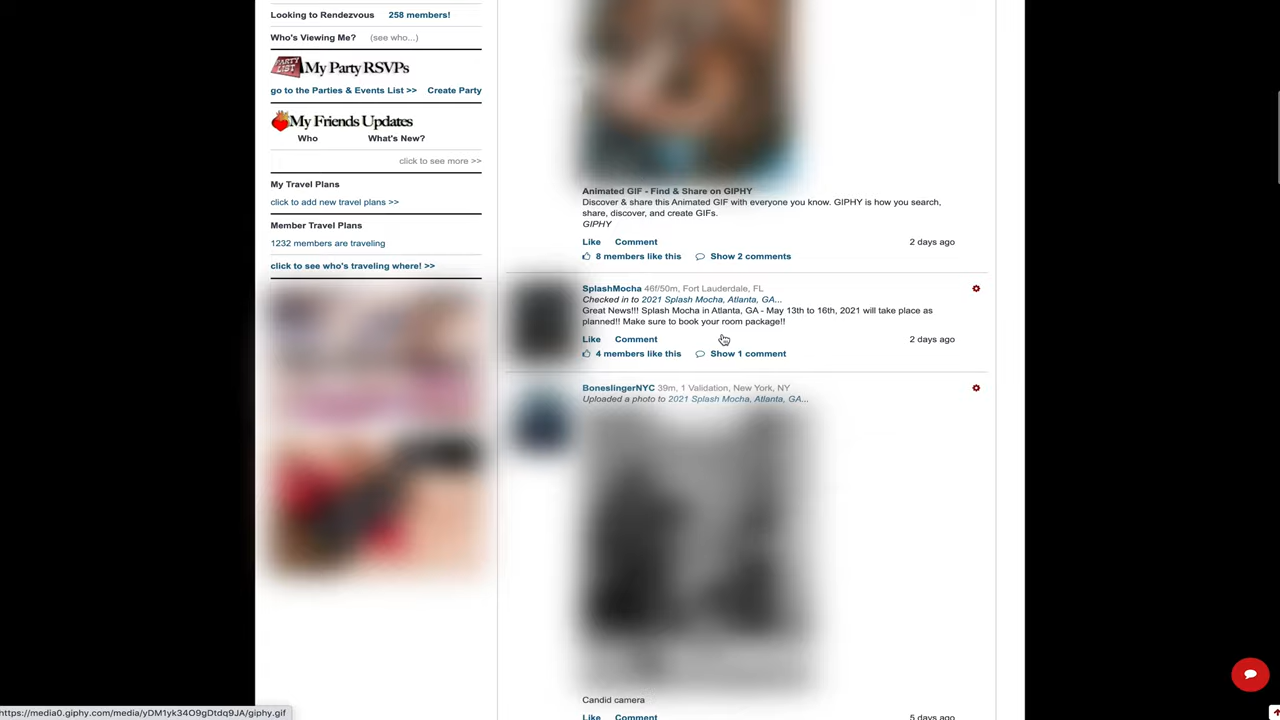 Looking to Rendezvous 258 members!
Who's Viewing Me? (see who...)
PARTY LIST My Party RSVPs
go to the Parties & Events List >> Create Party
My Friends Updates
Who What's New?
click to see more >>
My Travel Plans
click to add new travel plans >>
Member Travel Plans
1232 members are traveling
click to see who's traveling where! >>
Animated GIF - Find & Share on GIPHY
Discover & share this Animated GIF with everyone you know. GIPHY is how you search,
share, discover, and create GIFs.
GIPHY
Like Comment 2 days ago
8 members like this Show 2 comments
SplashMocha 46f/50m, Fort Lauderdale, FL
Checked in to 2021 Splash Mocha, Atlanta, GA...
Great News!!! Splash Mocha in Atlanta, GA - May 13th to 16th, 2021 will take place as
planned!! Make sure to book your room package!!
Like Comment 2 days ago
4 members like this Show 1 comment
BoneslingerNYC 39m, 1 Validation, New York, NY
Uploaded a photo to 2021 Splash Mocha, Atlanta, GA...
Candid camera
Like Comment 5 days ago
https://media0.giphy.com/media/yDM1yk34O9gDtdq9JA/giphy.gif